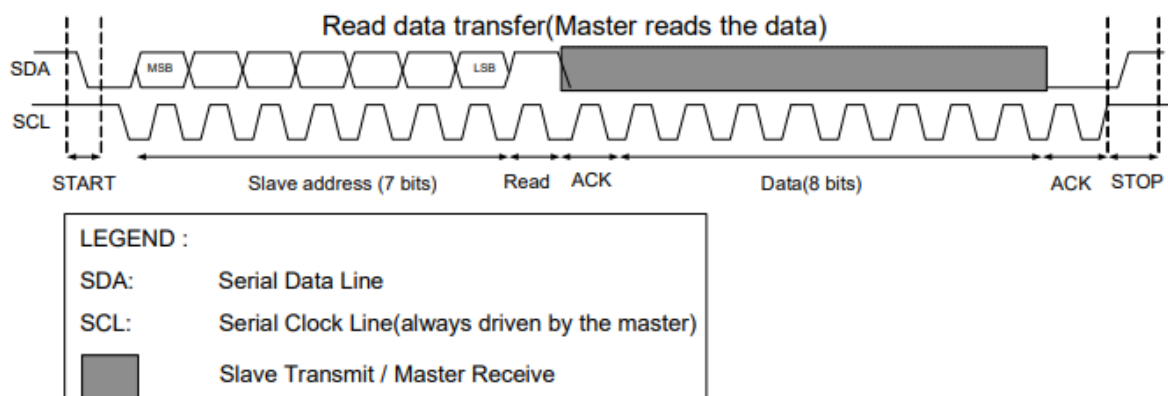 Read data transfer(Master reads the data)
SDA MSB LSB
SCL
START Slave address (7 bits) Read ACK Data(8 bits) ACK STOP
LEGEND :
SDA: Serial Data Line
SCL: Serial Clock Line(always driven by the master)
Slave Transmit / Master Receive